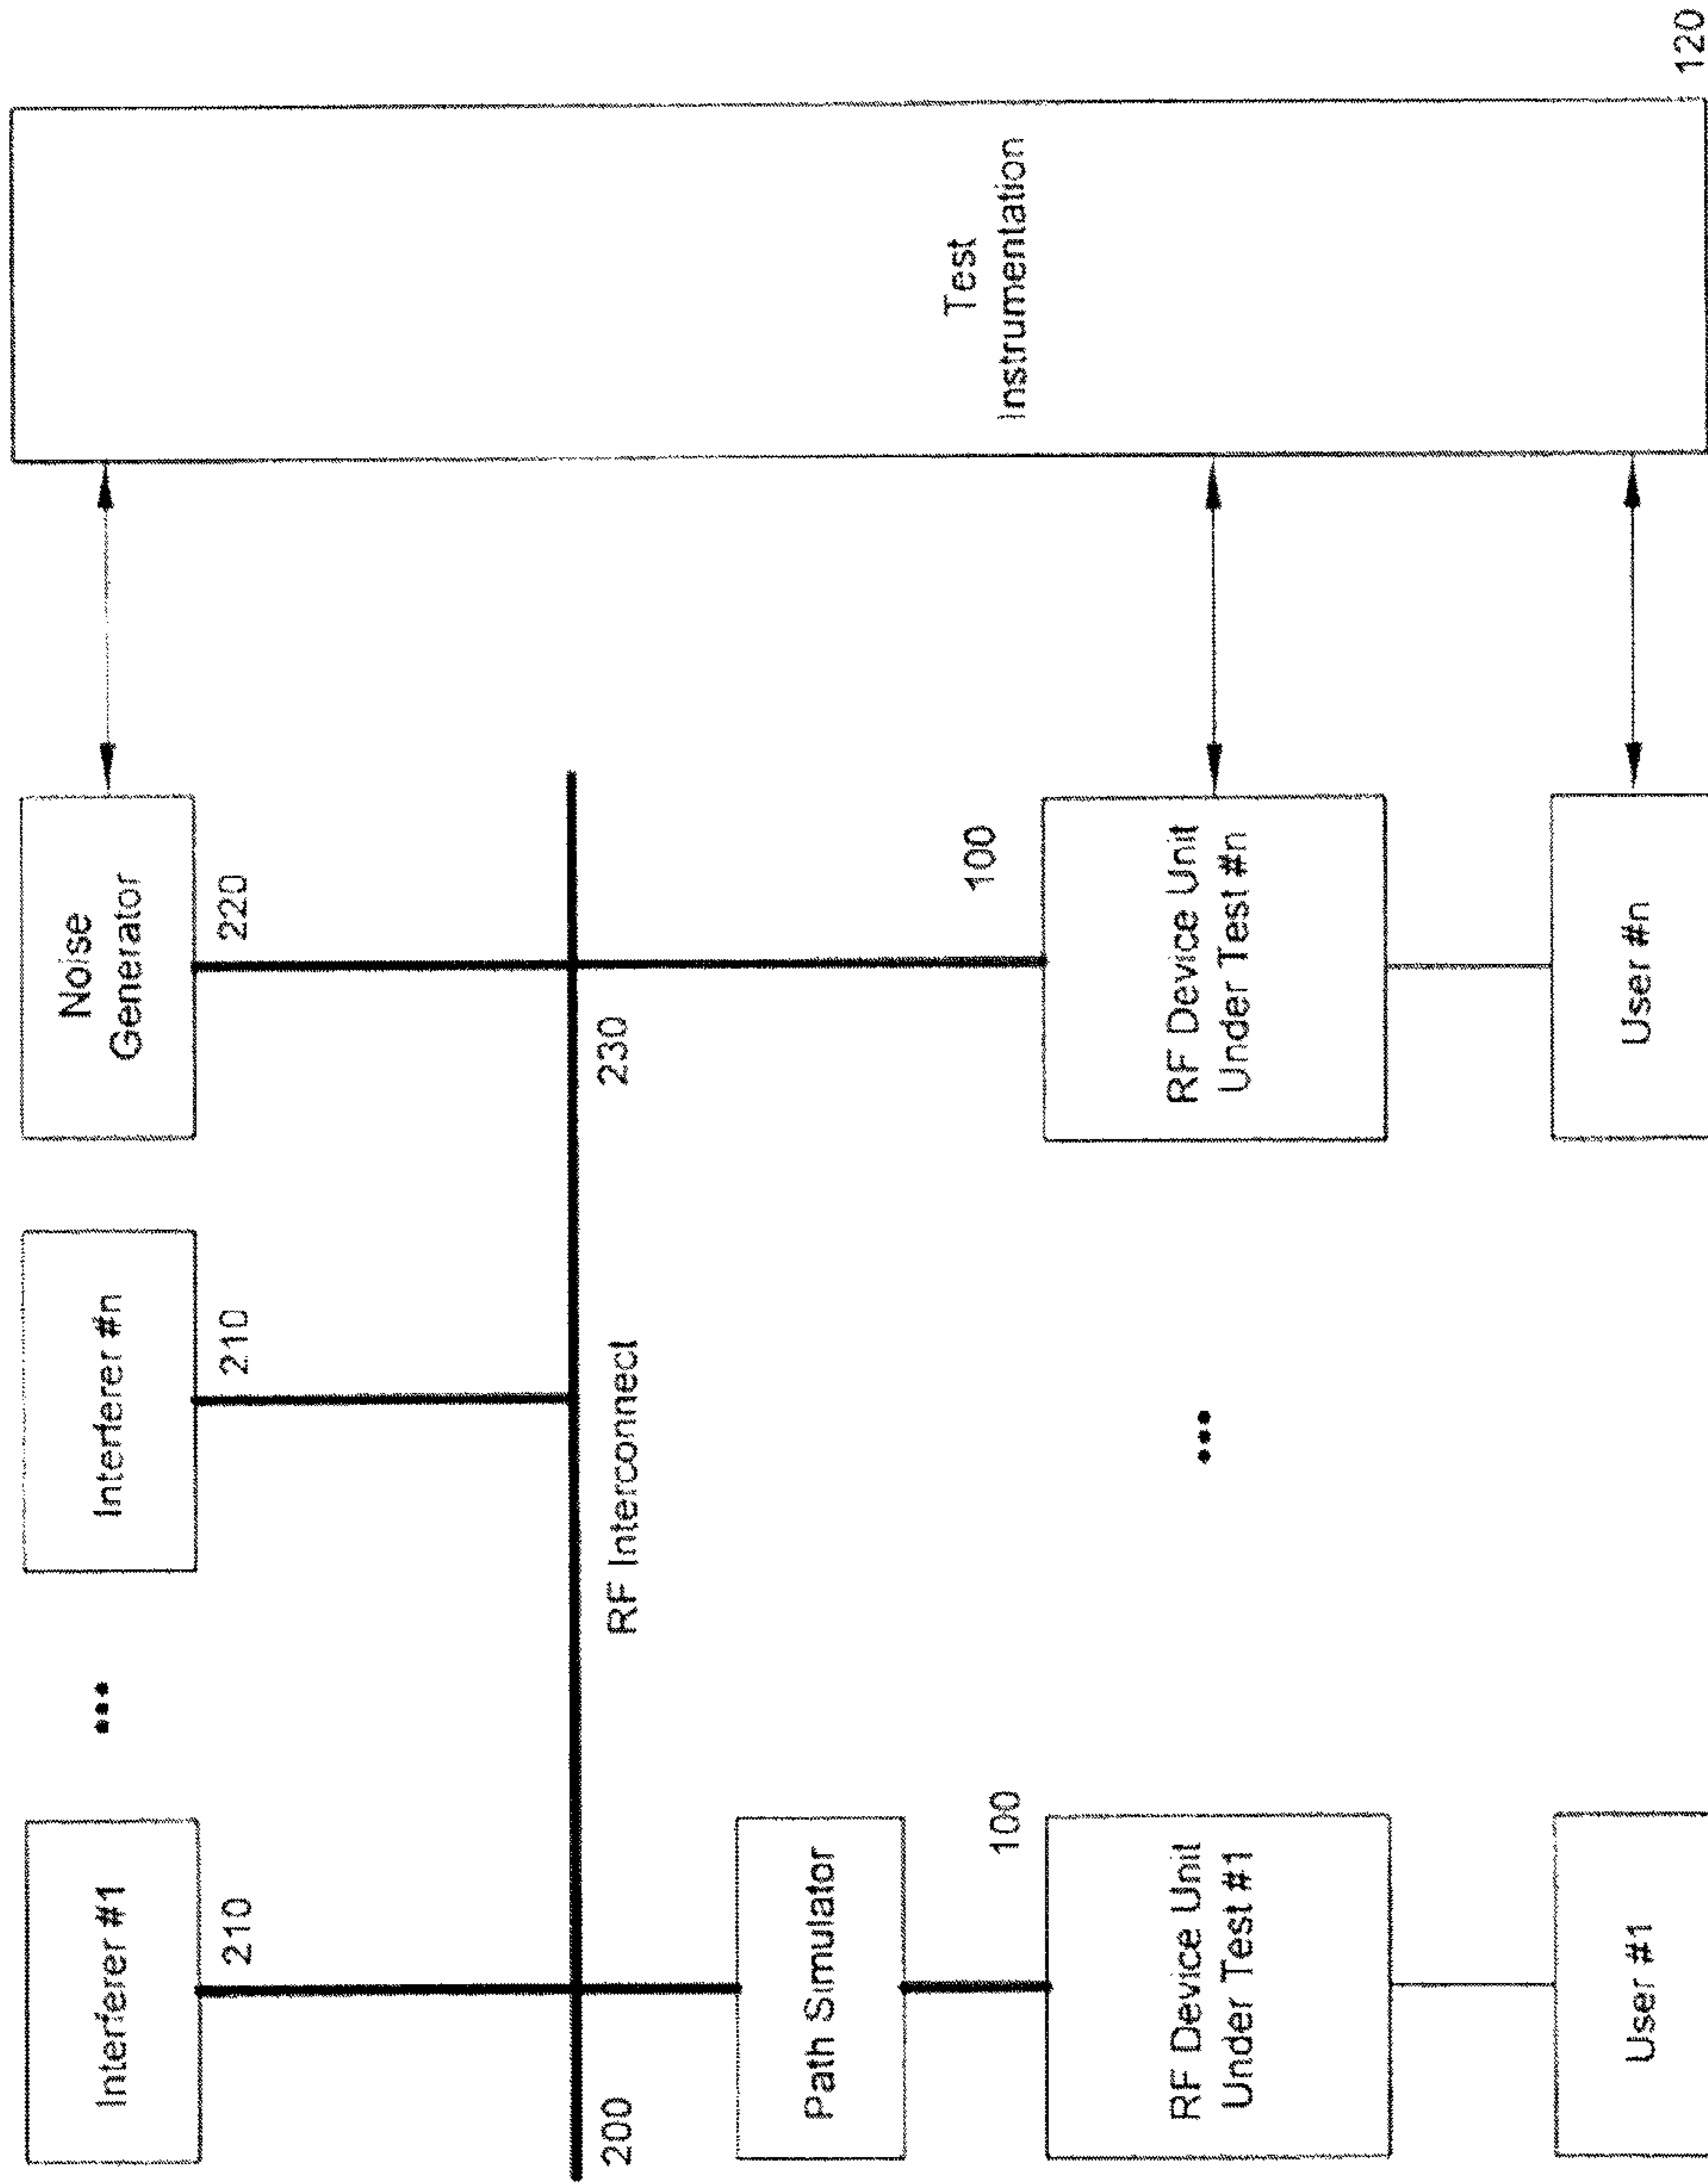 Interferer #1
210
...
Interferer #n
210
Noise
Generator
220
200
RF Interconnect
230
Path Simulator
100
RF Device Unit
Under Test #1
User #1
...
100
RF Device Unit
Under Test #n
User #n
Test
Instrumentation
120